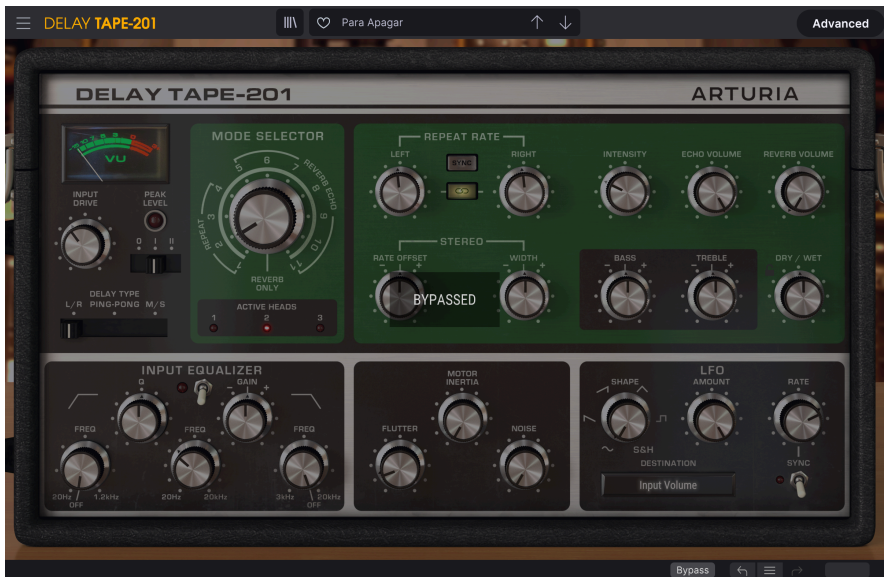 DELAY TAPE-201
Para Apagar
Advanced
DELAY TAPE-201
ARTURIA
VU
INPUT
DRIVE
PEAK
LEVEL
0 I II
DELAY TYPE
L/R PING-PONG M/S
MODE SELECTOR
1 2 3 4 5 6 7 8 9 10 11
REPEAT
REVERB ECHO
REVERB
ONLY
ACTIVE HEADS
1 2 3
REPEAT RATE
LEFT
SYNC
RIGHT
INTENSITY
ECHO VOLUME
REVERB VOLUME
STEREO
RATE OFFSET
- +
WIDTH
- +
BYPASSED
BASS
- +
TREBLE
- +
DRY / WET
INPUT EQUALIZER
Q
GAIN
- +
FREQ
FREQ
FREQ
20Hz 1.2kHz
OFF
20Hz 20kHz
3kHz 20kHz
OFF
MOTOR
INERTIA
FLUTTER
NOISE
LFO
SHAPE
AMOUNT
RATE
S&H
DESTINATION
Input Volume
SYNC
Bypass